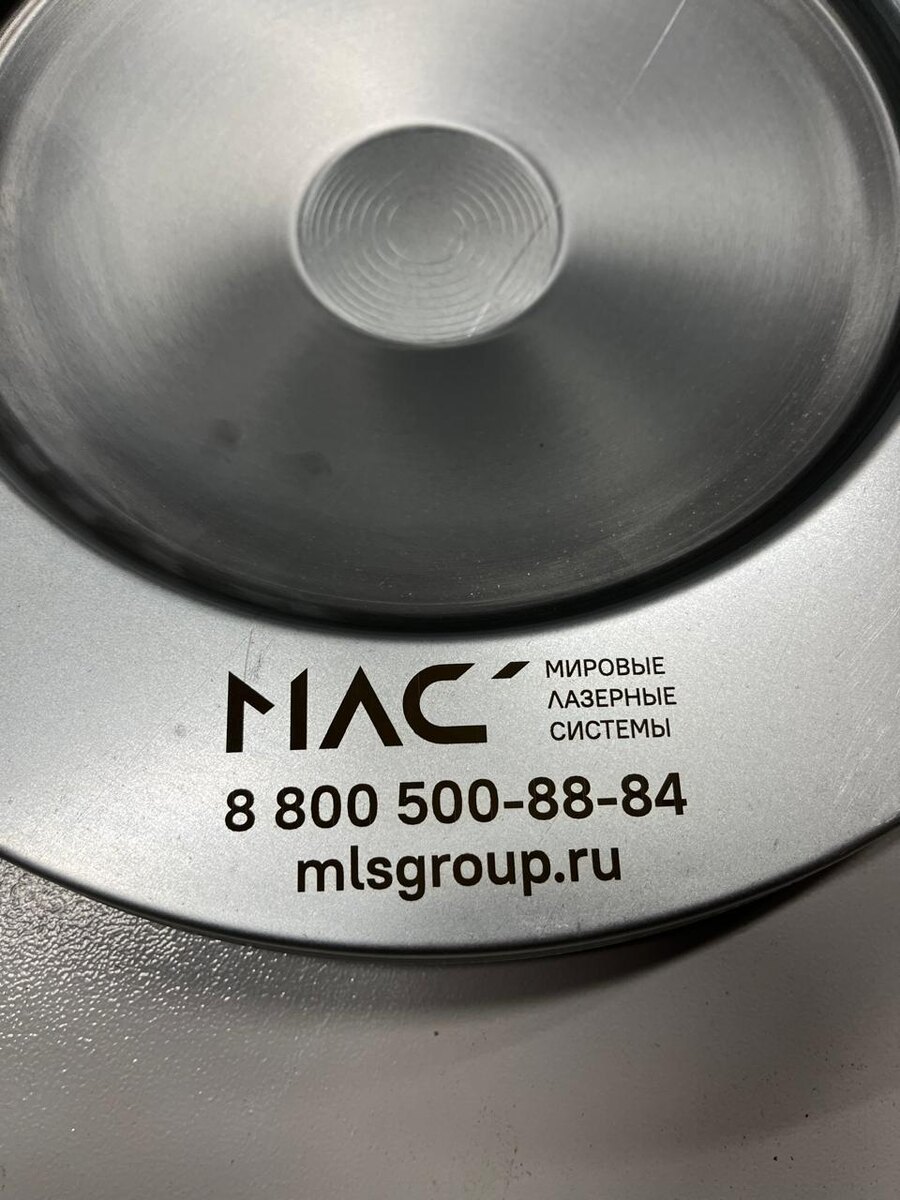 МЛС´
МИРОВЫЕ
ЛАЗЕРНЫЕ
СИСТЕМЫ
8 800 500-88-84
mlsgroup.ru